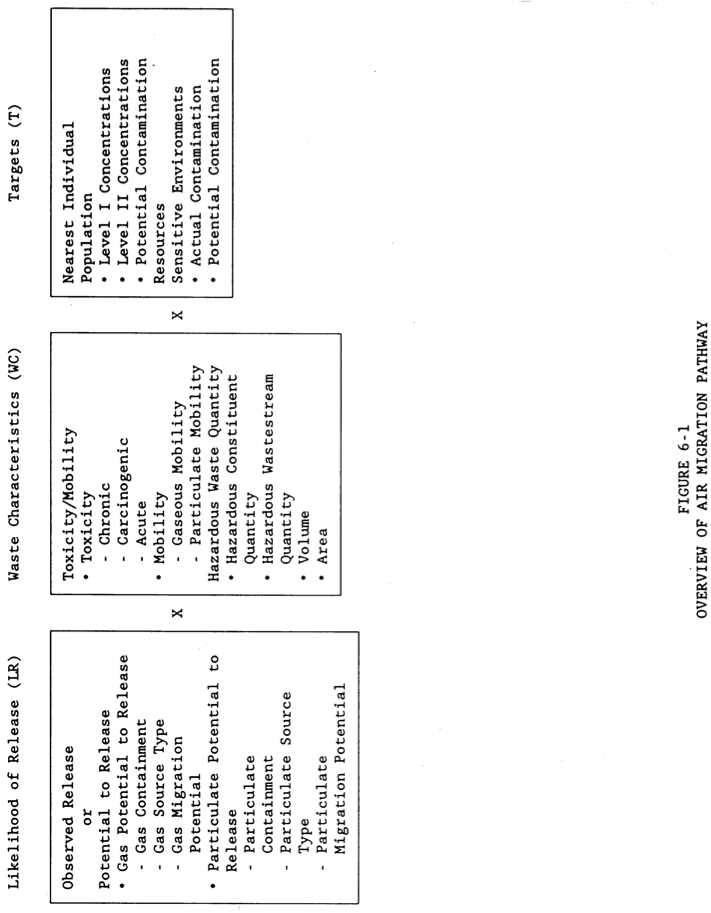 Likelihood of Release (LR)
Observed Release
or
Potential to Release
• Gas Potential to Release
- Gas Containment
- Gas Source Type
- Gas Migration
Potential
• Particulate Potential to
Release
- Particulate
Containment
- Particulate Source
Type
- Particulate
Migration Potential
X
Waste Characteristics (WC)
Toxicity/Mobility
• Toxicity
- Chronic
- Carcinogenic
- Acute
• Mobility
- Gaseous Mobility
- Particulate Mobility
Hazardous Waste Quantity
• Hazardous Constituent
Quantity
• Hazardous Wastestream
Quantity
• Volume
• Area
X
Targets (T)
Nearest Individual
Population
• Level I Concentrations
• Level II Concentrations
• Potential Contamination
Resources
Sensitive Environments
• Actual Contamination
• Potential Contamination
FIGURE 6-1
OVERVIEW OF AIR MIGRATION PATHWAY